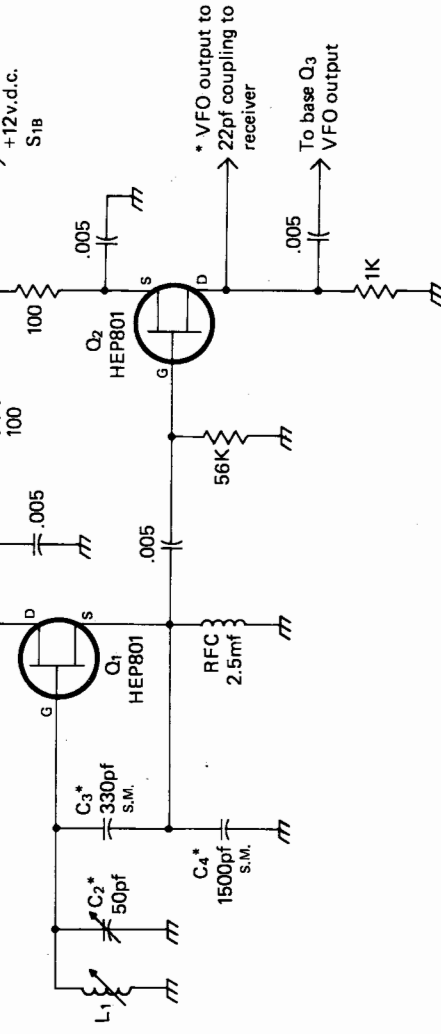 +12v.d.c.
S1B
100
.005
S
Q2
HEP801
G
D
* VFO output to
22pf coupling to
receiver
.005
To base Q3
VFO output
1K
100
.005
D
G
Q1
HEP801
S
.005
56K
RFC
2.5mf
C3*
330pf
S.M.
C4*
1500pf
S.M.
C2*
50pf
L1